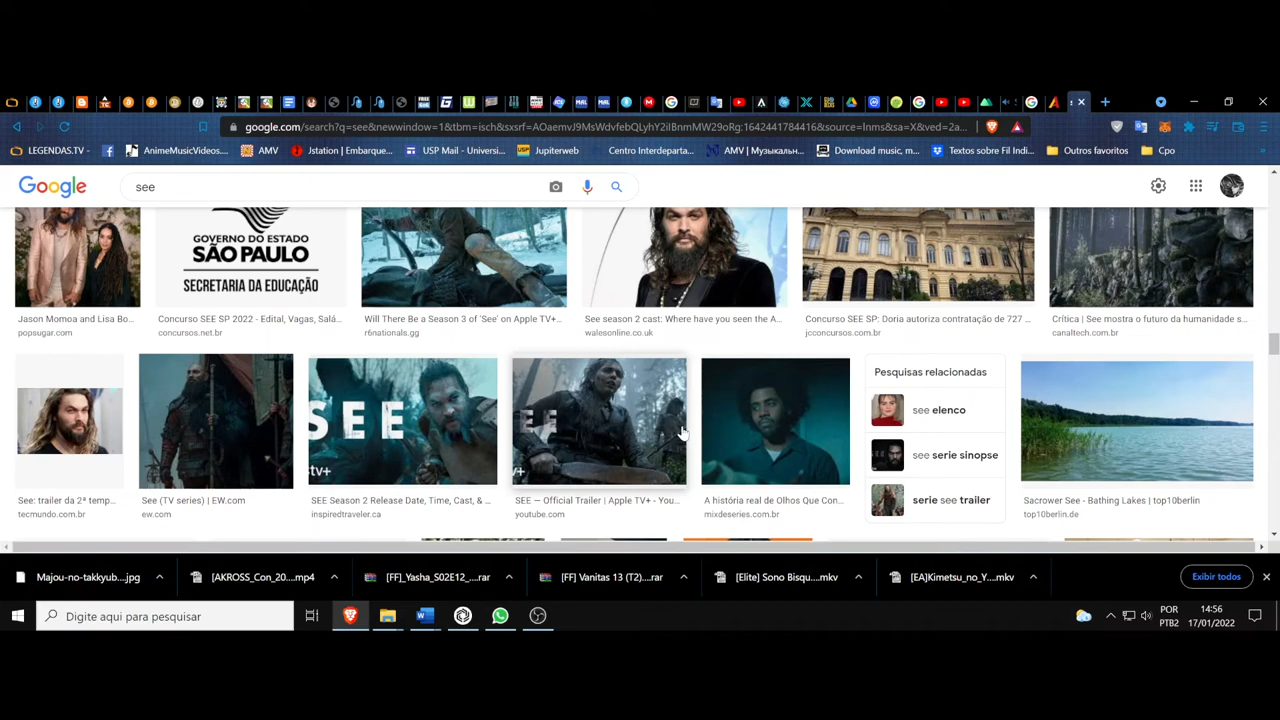 google.com/search?q=see&newwindow=1&tbm=isch&sxsrf=AOaemvJ9MsWdvfebQLyhY2iIBnmMW29oRg:1642441784416&source=lnms&sa=X&ved=2a...
LEGENDAS.TV - AnimeMusicVideos... AMV Jstation | Embarque... USP Mail - Universi... Jupiterweb Centro Interdeparta... AMV | Музыкальн... Download music, m... Textos sobre Fil Indi... Outros favoritos Cpo
Google see
GOVERNO DO ESTADO
SÃO PAULO
SECRETARIA DA EDUCAÇÃO
Jason Momoa and Lisa Bo... Concurso SEE SP 2022 - Edital, Vagas, Salá... Will There Be a Season 3 of 'See' on Apple TV+... See season 2 cast: Where have you seen the A... Concurso SEE SP: Doria autoriza contratação de 727 ... Crítica | See mostra o futuro da humanidade s...
popsugar.com concursos.net.br r6nationals.gg walesonline.co.uk jcconcursos.com.br canaltech.com.br
Pesquisas relacionadas
see elenco
SEE
tv+
see serie sinopse
serie see trailer
See: trailer da 2ª temp... See (TV series) | EW.com SEE Season 2 Release Date, Time, Cast, & ... SEE — Official Trailer | Apple TV+ - You... A história real de Olhos Que Con... Sacrower See - Bathing Lakes | top10berlin
tecmundo.com.br ew.com inspiredtraveler.ca youtube.com mixdeseries.com.br top10berlin.de
Majou-no-takkyub....jpg [AKROSS_Con_20....mp4 [FF]_Yasha_S02E12_....rar [FF] Vanitas 13 (T2)....rar [Elite] Sono Bisqu....mkv [EA]Kimetsu_no_Y....mkv Exibir todos
Digite aqui para pesquisar
POR 14:56
PTB2 17/01/2022